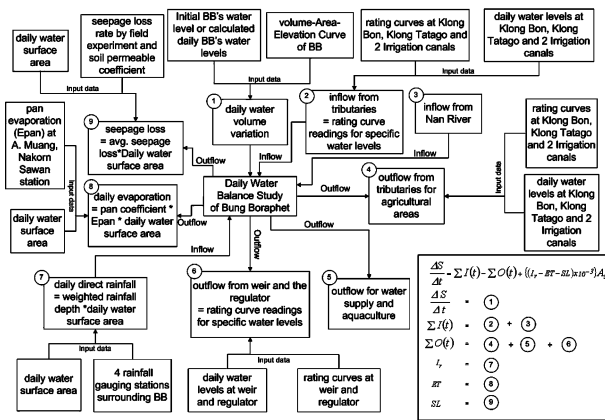 daily water
surface
area
seepage loss
rate by field
experiment and
soil permeable
coefficient
Initial BB's water
level or calculated
daily BB's water
levels
volume-Area-
Elevation Curve of
BB
rating curves at Klong
Bon, Klong Tatago and
2 Irrigation canals
daily water levels at
Klong Bon, Klong
Tatago and 2 Irrigation
canals
Input data
Input data
Input data
pan
evaporation
(Epan) at
A. Muang,
Nakorn
Sawan
station
Input data
daily water
surface
area
9
seepage loss
= avg. seepage
loss*Daily water
surface area
1
daily water
volume
variation
2
inflow from
tributaries
= rating curve
readings for specific
water levels
3
inflow from
Nan River
rating curves
at Klong Bon,
Klong Tatago
and 2 Irrigation
canals
Input data
daily water
levels at Klong
Bon, Klong
Tatago and 2
Irrigation canals
Outflow
Inflow
Inflow
8
daily evaporation
= pan coefficient *
Epan * daily water
surface area
Outflow
Daily Water
Balance Study
of Bung Boraphet
Outflow
4
outflow from
tributaries for
agricultural
areas
Inflow
Outflow
Outflow
7
daily direct rainfall
= weighted rainfall
depth *daily water
surface area
6
outflow from weir and the
regulator
= rating curve readings
for specific water levels
5
outflow for water
supply and
aquaculture
Input data
Input data
daily water
surface area
4 rainfall
gauging stations
surrounding BB
daily water
levels at weir
and regulator
rating curves at
weir and regulator
ΔS/Δt = ∑I(t) − ∑O(t) + {(I_r − ET − SL)x10⁻³}A_s
ΔS/Δt = 1
∑I(t) = 2 + 3
∑O(t) = 4 + 5 + 6
I_r = 7
ET = 8
SL = 9